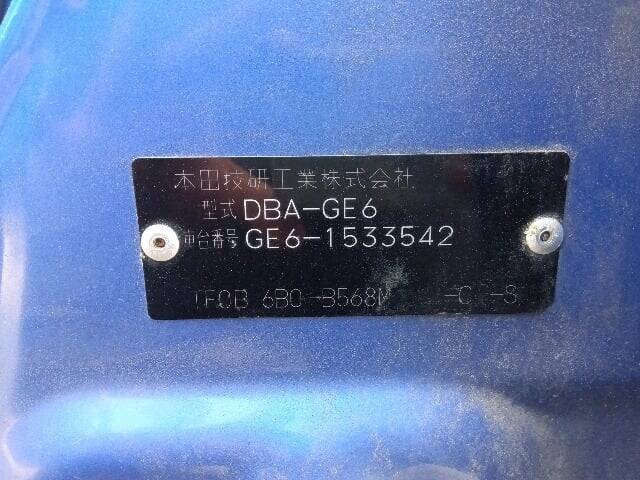 本田技研工業株式会社
型式 DBA-GE6
車台番号 GE6-1533542
6B0-B568M -C -S